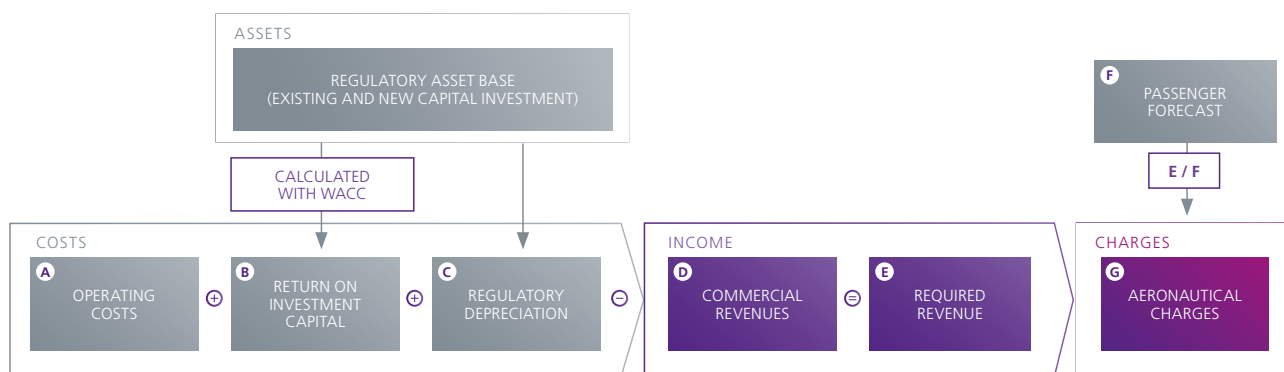 ASSETS
REGULATORY ASSET BASE
(EXISTING AND NEW CAPITAL INVESTMENT)
F
PASSENGER
FORECAST
CALCULATED
WITH WACC
E / F
COSTS
A
OPERATING
COSTS
+
B
RETURN ON
INVESTMENT
CAPITAL
+
C
REGULATORY
DEPRECIATION
−
INCOME
D
COMMERCIAL
REVENUES
=
E
REQUIRED
REVENUE
CHARGES
G
AERONAUTICAL
CHARGES